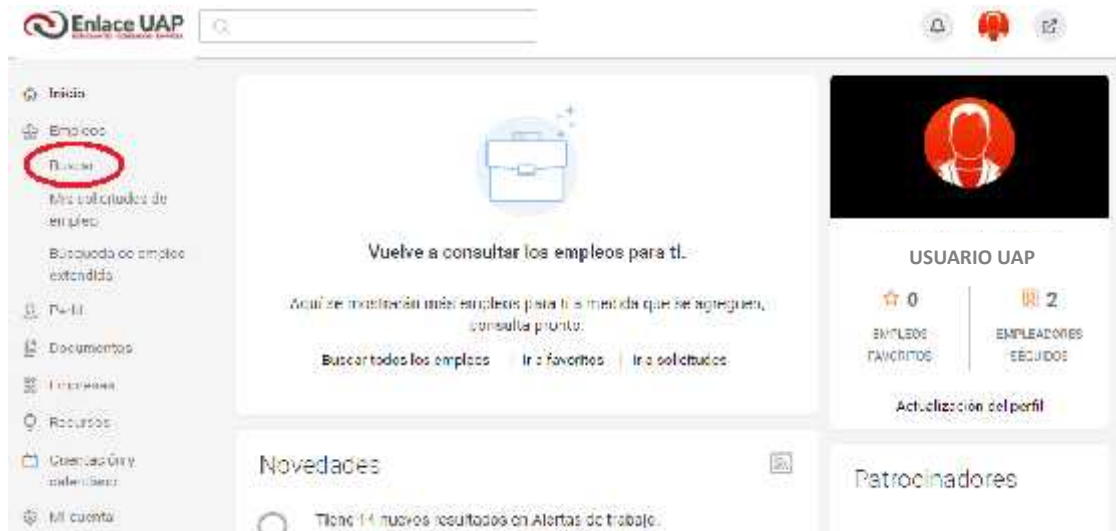 Enlace UAP
Inicio
Empleos
Buscar
Mis solicitudes de
empleo
Búsqueda de empleo
extendida
Perfil
Documentos
Empresas
Recursos
calendario
Mi cuenta
Vuelve a consultar los empleos para ti.
Aquí se mostrarán más empleos para ti a medida que se agreguen,
consulta pronto.
Buscar todos los empleos | Ir a favoritos | Ir a solicitudes
Novedades
Tiene 14 nuevos resultados en Alertas de trabajo.
USUARIO UAP
0
EMPLEOS
FAVORITOS
2
EMPLEADORES
SEGUIDOS
Actualización del perfil
Patrocinadores